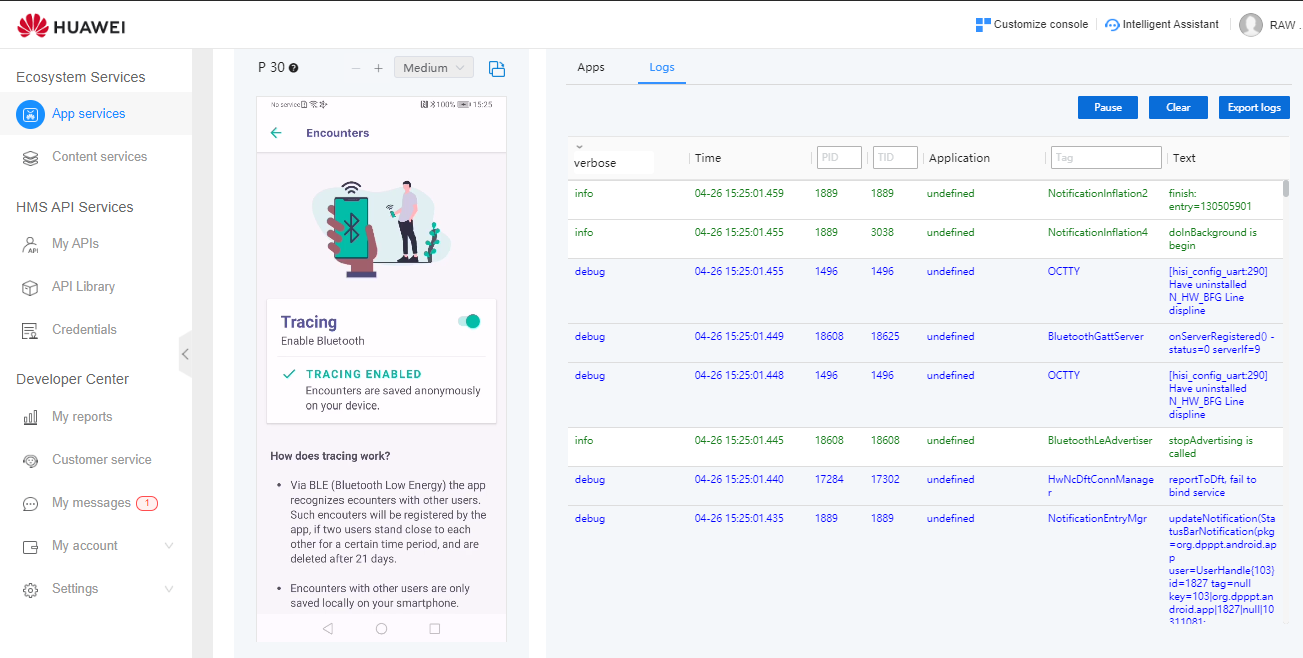 HUAWEI
Customize console
Intelligent Assistant
RAW .
Ecosystem Services
App services
Content services
HMS API Services
My APIs
API Library
Credentials
Developer Center
My reports
Customer service
My messages 1
My account
Settings
P 30 ?
− + Medium
No service 100% 15:25
Encounters
Tracing
Enable Bluetooth
TRACING ENABLED
Encounters are saved anonymously
on your device.
How does tracing work?
• Via BLE (Bluetooth Low Energy) the app
recognizes ecounters with other users.
Such encouters will be registered by the
app, if two users stand close to each
other for a certain time period, and are
deleted after 21 days.
• Encounters with other users are only
saved locally on your smartphone.
Apps Logs
Pause Clear Export logs
verbose Time PID TID Application Tag Text
info 04-26 15:25:01.459 1889 1889 undefined NotificationInflation2 finish:
entry=130505901
info 04-26 15:25:01.455 1889 3038 undefined NotificationInflation4 doInBackground is
begin
debug 04-26 15:25:01.455 1496 1496 undefined OCTTY [hisi_config_uart:290]
Have uninstalled
N_HW_BFG Line
displine
debug 04-26 15:25:01.449 18608 18625 undefined BluetoothGattServer onServerRegistered() -
status=0 serverIf=9
debug 04-26 15:25:01.448 1496 1496 undefined OCTTY [hisi_config_uart:290]
Have uninstalled
N_HW_BFG Line
displine
info 04-26 15:25:01.445 18608 18608 undefined BluetoothLeAdvertiser stopAdvertising is
called
debug 04-26 15:25:01.440 17284 17302 undefined HwNcDftConnManage reportToDft, fail to
r bind service
debug 04-26 15:25:01.435 1889 1889 undefined NotificationEntryMgr updateNotification(Sta
tusBarNotification(pkg
=org.dpppt.android.ap
p
user=UserHandle{103}
id=1827 tag=null
key=103|org.dpppt.an
droid.app|1827|null|10
311081: